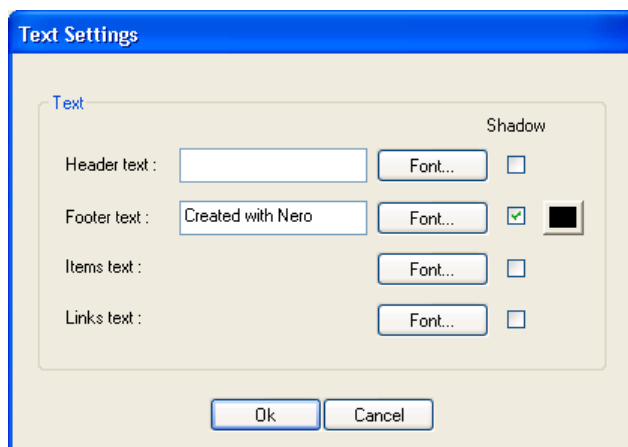 Text Settings
Text
Shadow
Header text : Font...
Footer text : Created with Nero Font...
Items text : Font...
Links text : Font...
Ok Cancel